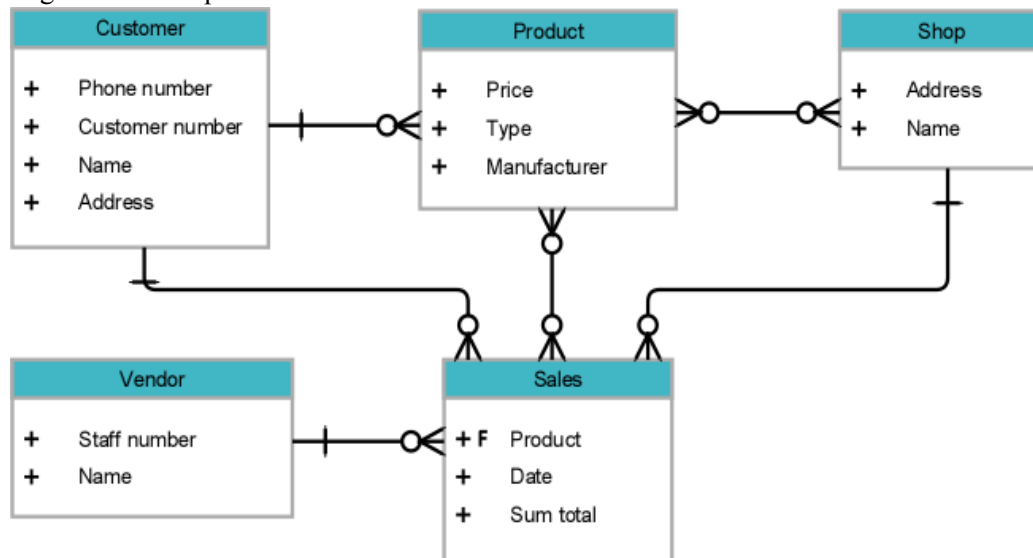 Customer
+ Phone number
+ Customer number
+ Name
+ Address
Product
+ Price
+ Type
+ Manufacturer
Shop
+ Address
+ Name
Vendor
+ Staff number
+ Name
Sales
+ F Product
+ Date
+ Sum total